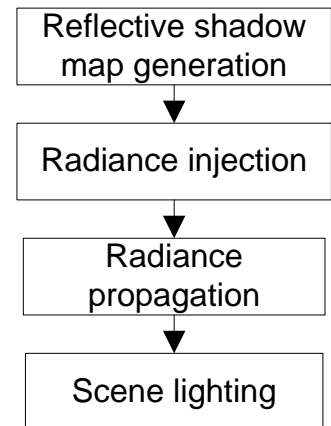 Reflective shadow
map generation
Radiance injection
Radiance
propagation
Scene lighting